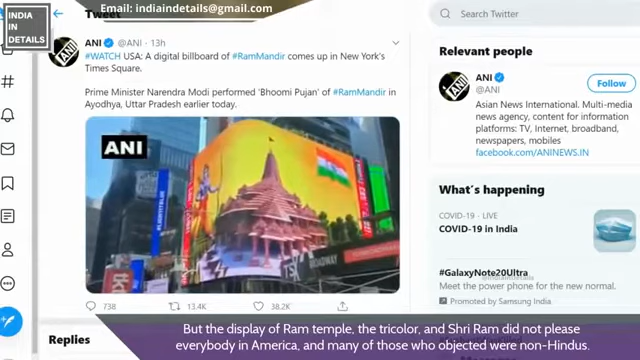 INDIA
IN
DETAILS
Email: indiaindetails@gmail.com
Tweet
Search Twitter
ANI @ANI · 13h
#WATCH USA: A digital billboard of #RamMandir comes up in New York's
Times Square.
Prime Minister Narendra Modi performed 'Bhoomi Pujan' of #RamMandir in
Ayodhya, Uttar Pradesh earlier today.
ANI
BROADWAY
738
13.4K
38.2K
Replies
Relevant people
ANI
@ANI
Follow
Asian News International. Multi-media
news agency, content for information
platforms: TV, Internet, broadband,
newspapers, mobiles
facebook.com/ANINEWS.IN
What's happening
COVID-19 · LIVE
COVID-19 in India
#GalaxyNote20Ultra
Meet the power phone for the new normal.
Promoted by Samsung India
But the display of Ram temple, the tricolor, and Shri Ram did not please
everybody in America, and many of those who objected were non-Hindus.